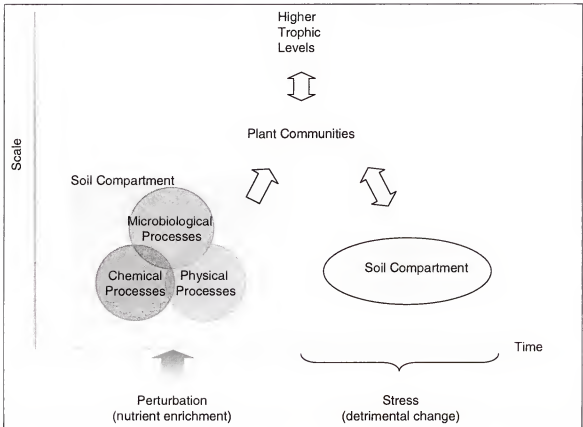 Higher
Trophic
Levels
Scale
Plant Communities
Soil Compartment
Microbiological
Processes
Chemical
Processes
Physical
Processes
Soil Compartment
Time
Perturbation
(nutrient enrichment)
Stress
(detrimental change)